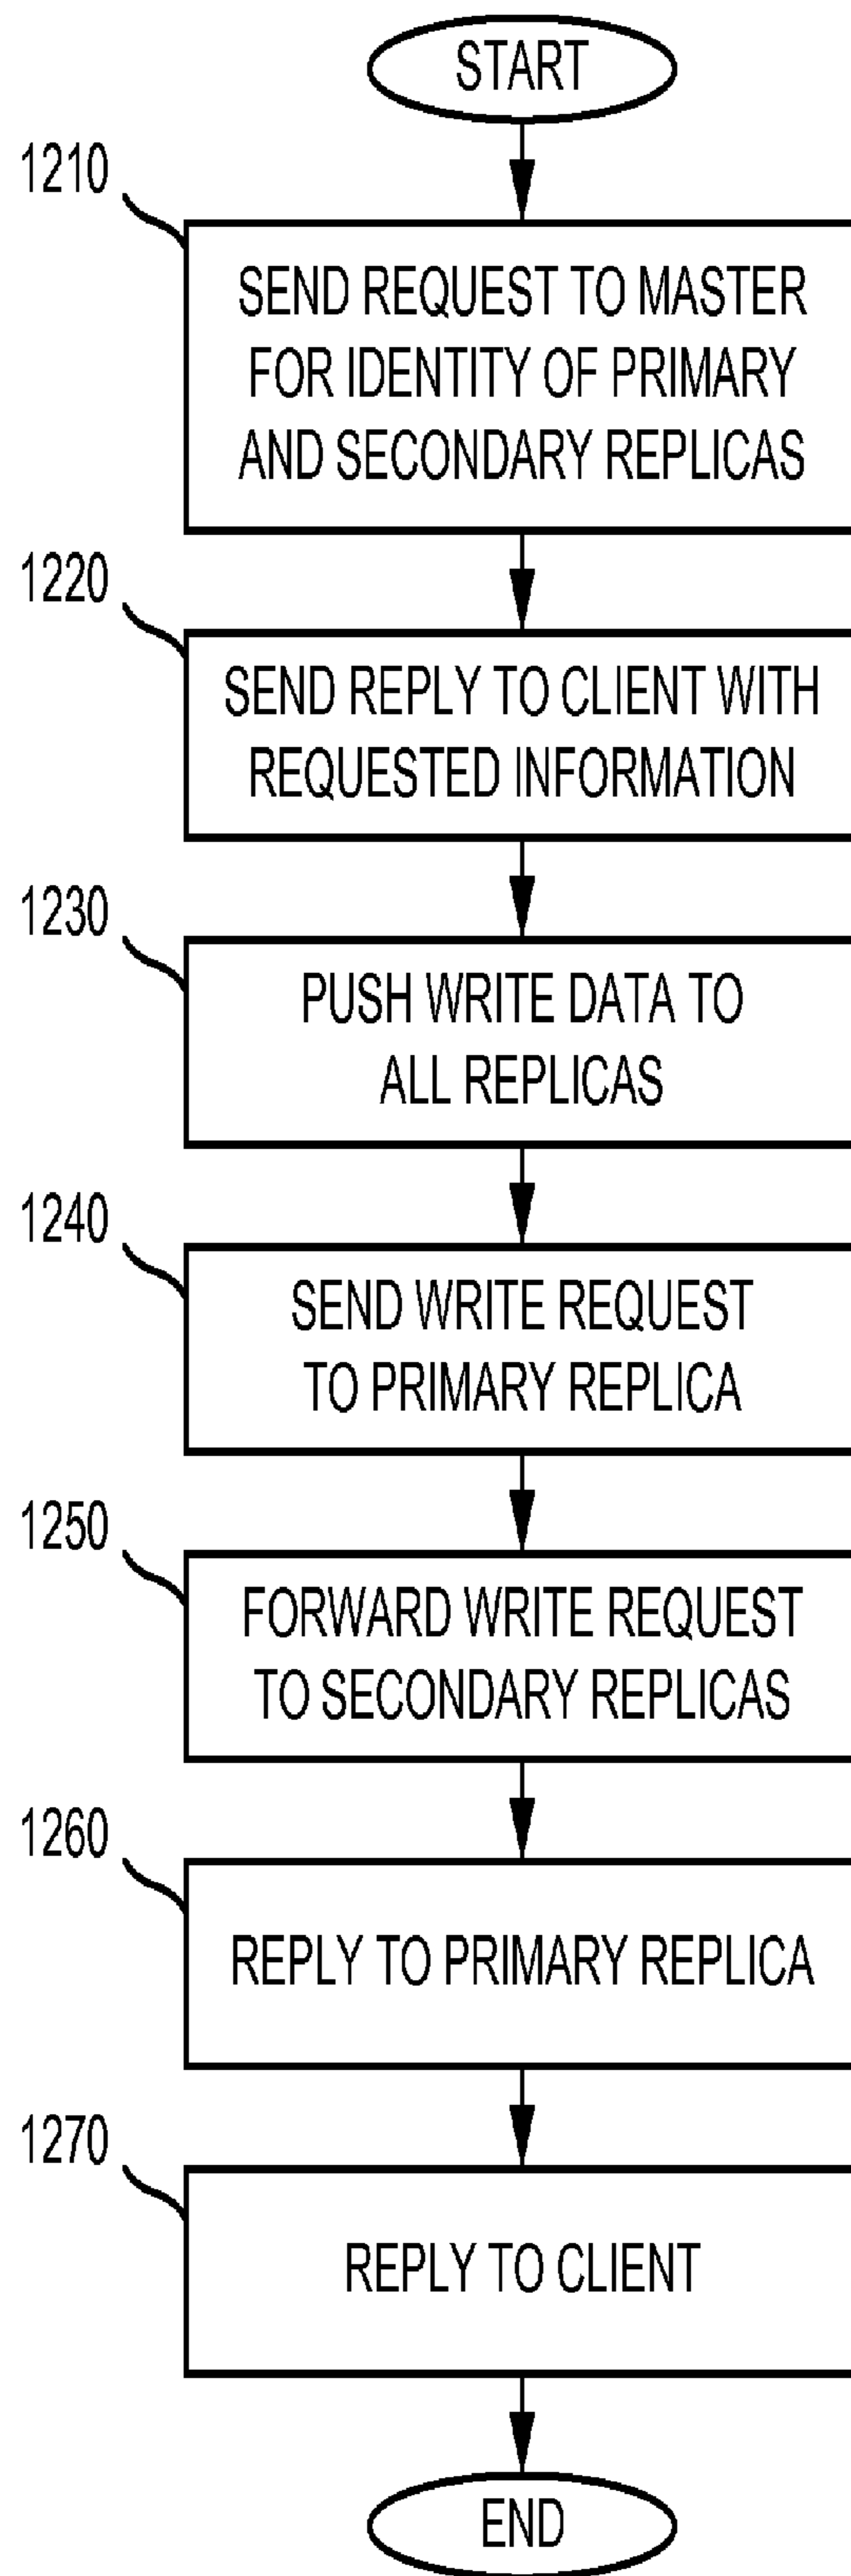 START
1210
SEND REQUEST TO MASTER
FOR IDENTITY OF PRIMARY
AND SECONDARY REPLICAS
1220
SEND REPLY TO CLIENT WITH
REQUESTED INFORMATION
1230
PUSH WRITE DATA TO
ALL REPLICAS
1240
SEND WRITE REQUEST
TO PRIMARY REPLICA
1250
FORWARD WRITE REQUEST
TO SECONDARY REPLICAS
1260
REPLY TO PRIMARY REPLICA
1270
REPLY TO CLIENT
END